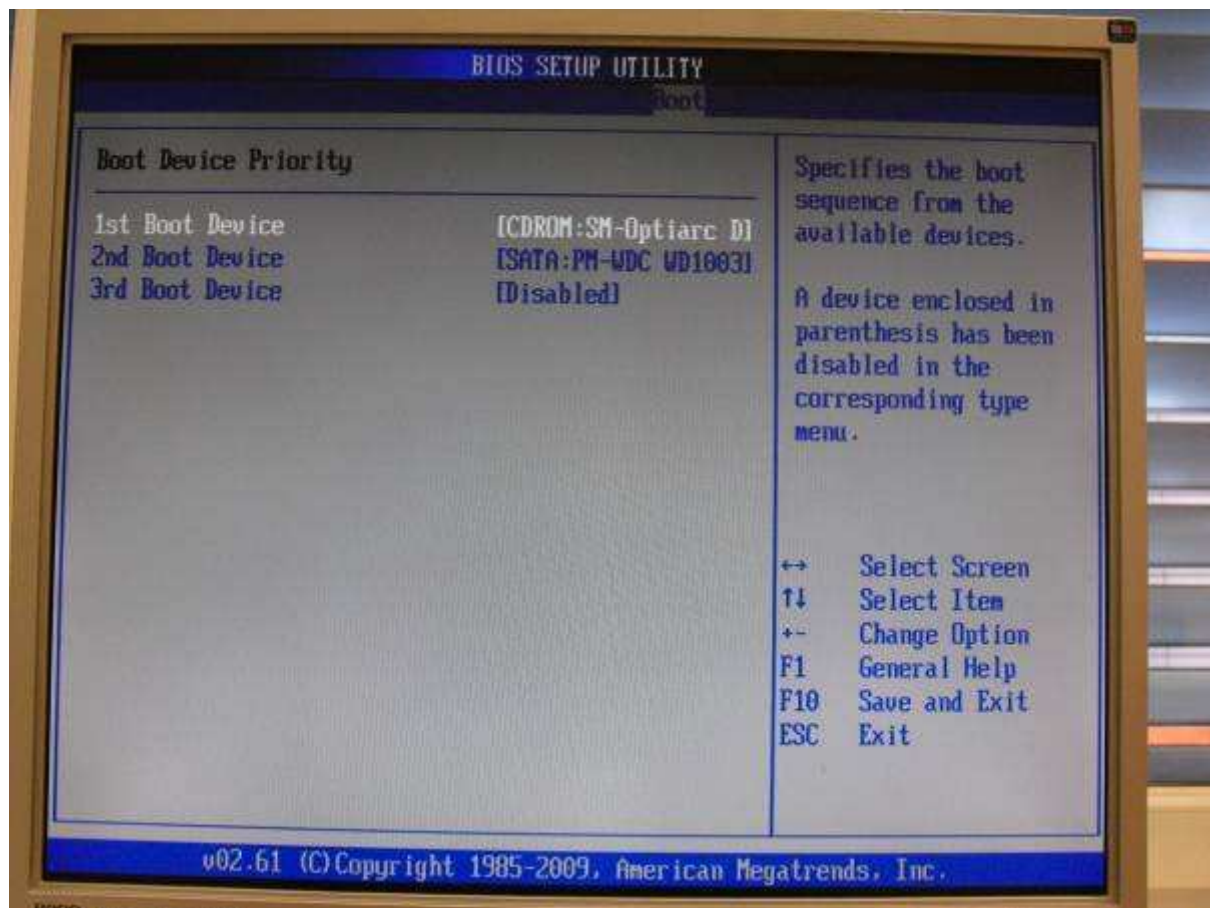 BIOS SETUP UTILITY
Boot
Boot Device Priority
1st Boot Device [CDROM:SM-Optiarc D]
2nd Boot Device [SATA:PM-WDC WD1003]
3rd Boot Device [Disabled]
Specifies the boot
sequence from the
available devices.
A device enclosed in
parenthesis has been
disabled in the
corresponding type
menu.
↔ Select Screen
↑↓ Select Item
+- Change Option
F1 General Help
F10 Save and Exit
ESC Exit
v02.61 (C)Copyright 1985-2009, American Megatrends, Inc.